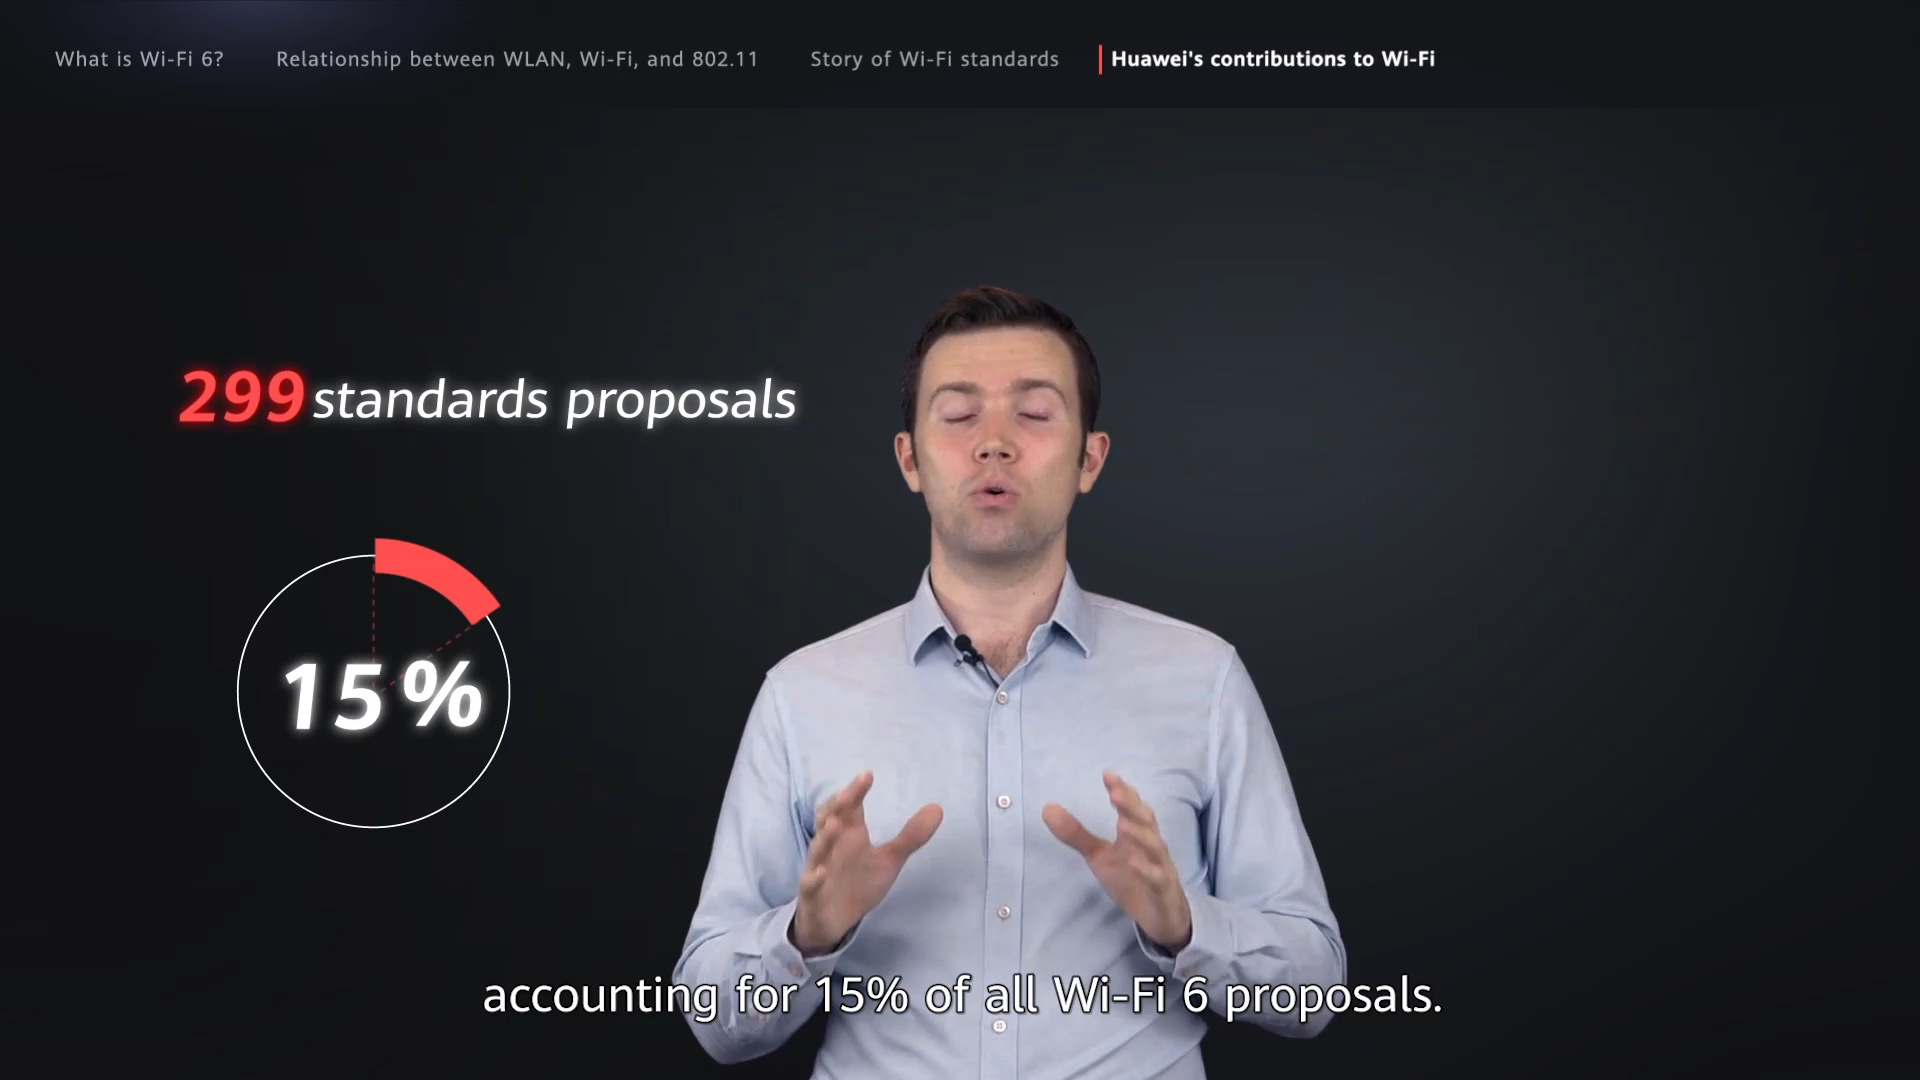 What is Wi-Fi 6? Relationship between WLAN, Wi-Fi, and 802.11 Story of Wi-Fi standards Huawei's contributions to Wi-Fi
299 standards proposals
15%
accounting for 15% of all Wi-Fi 6 proposals.